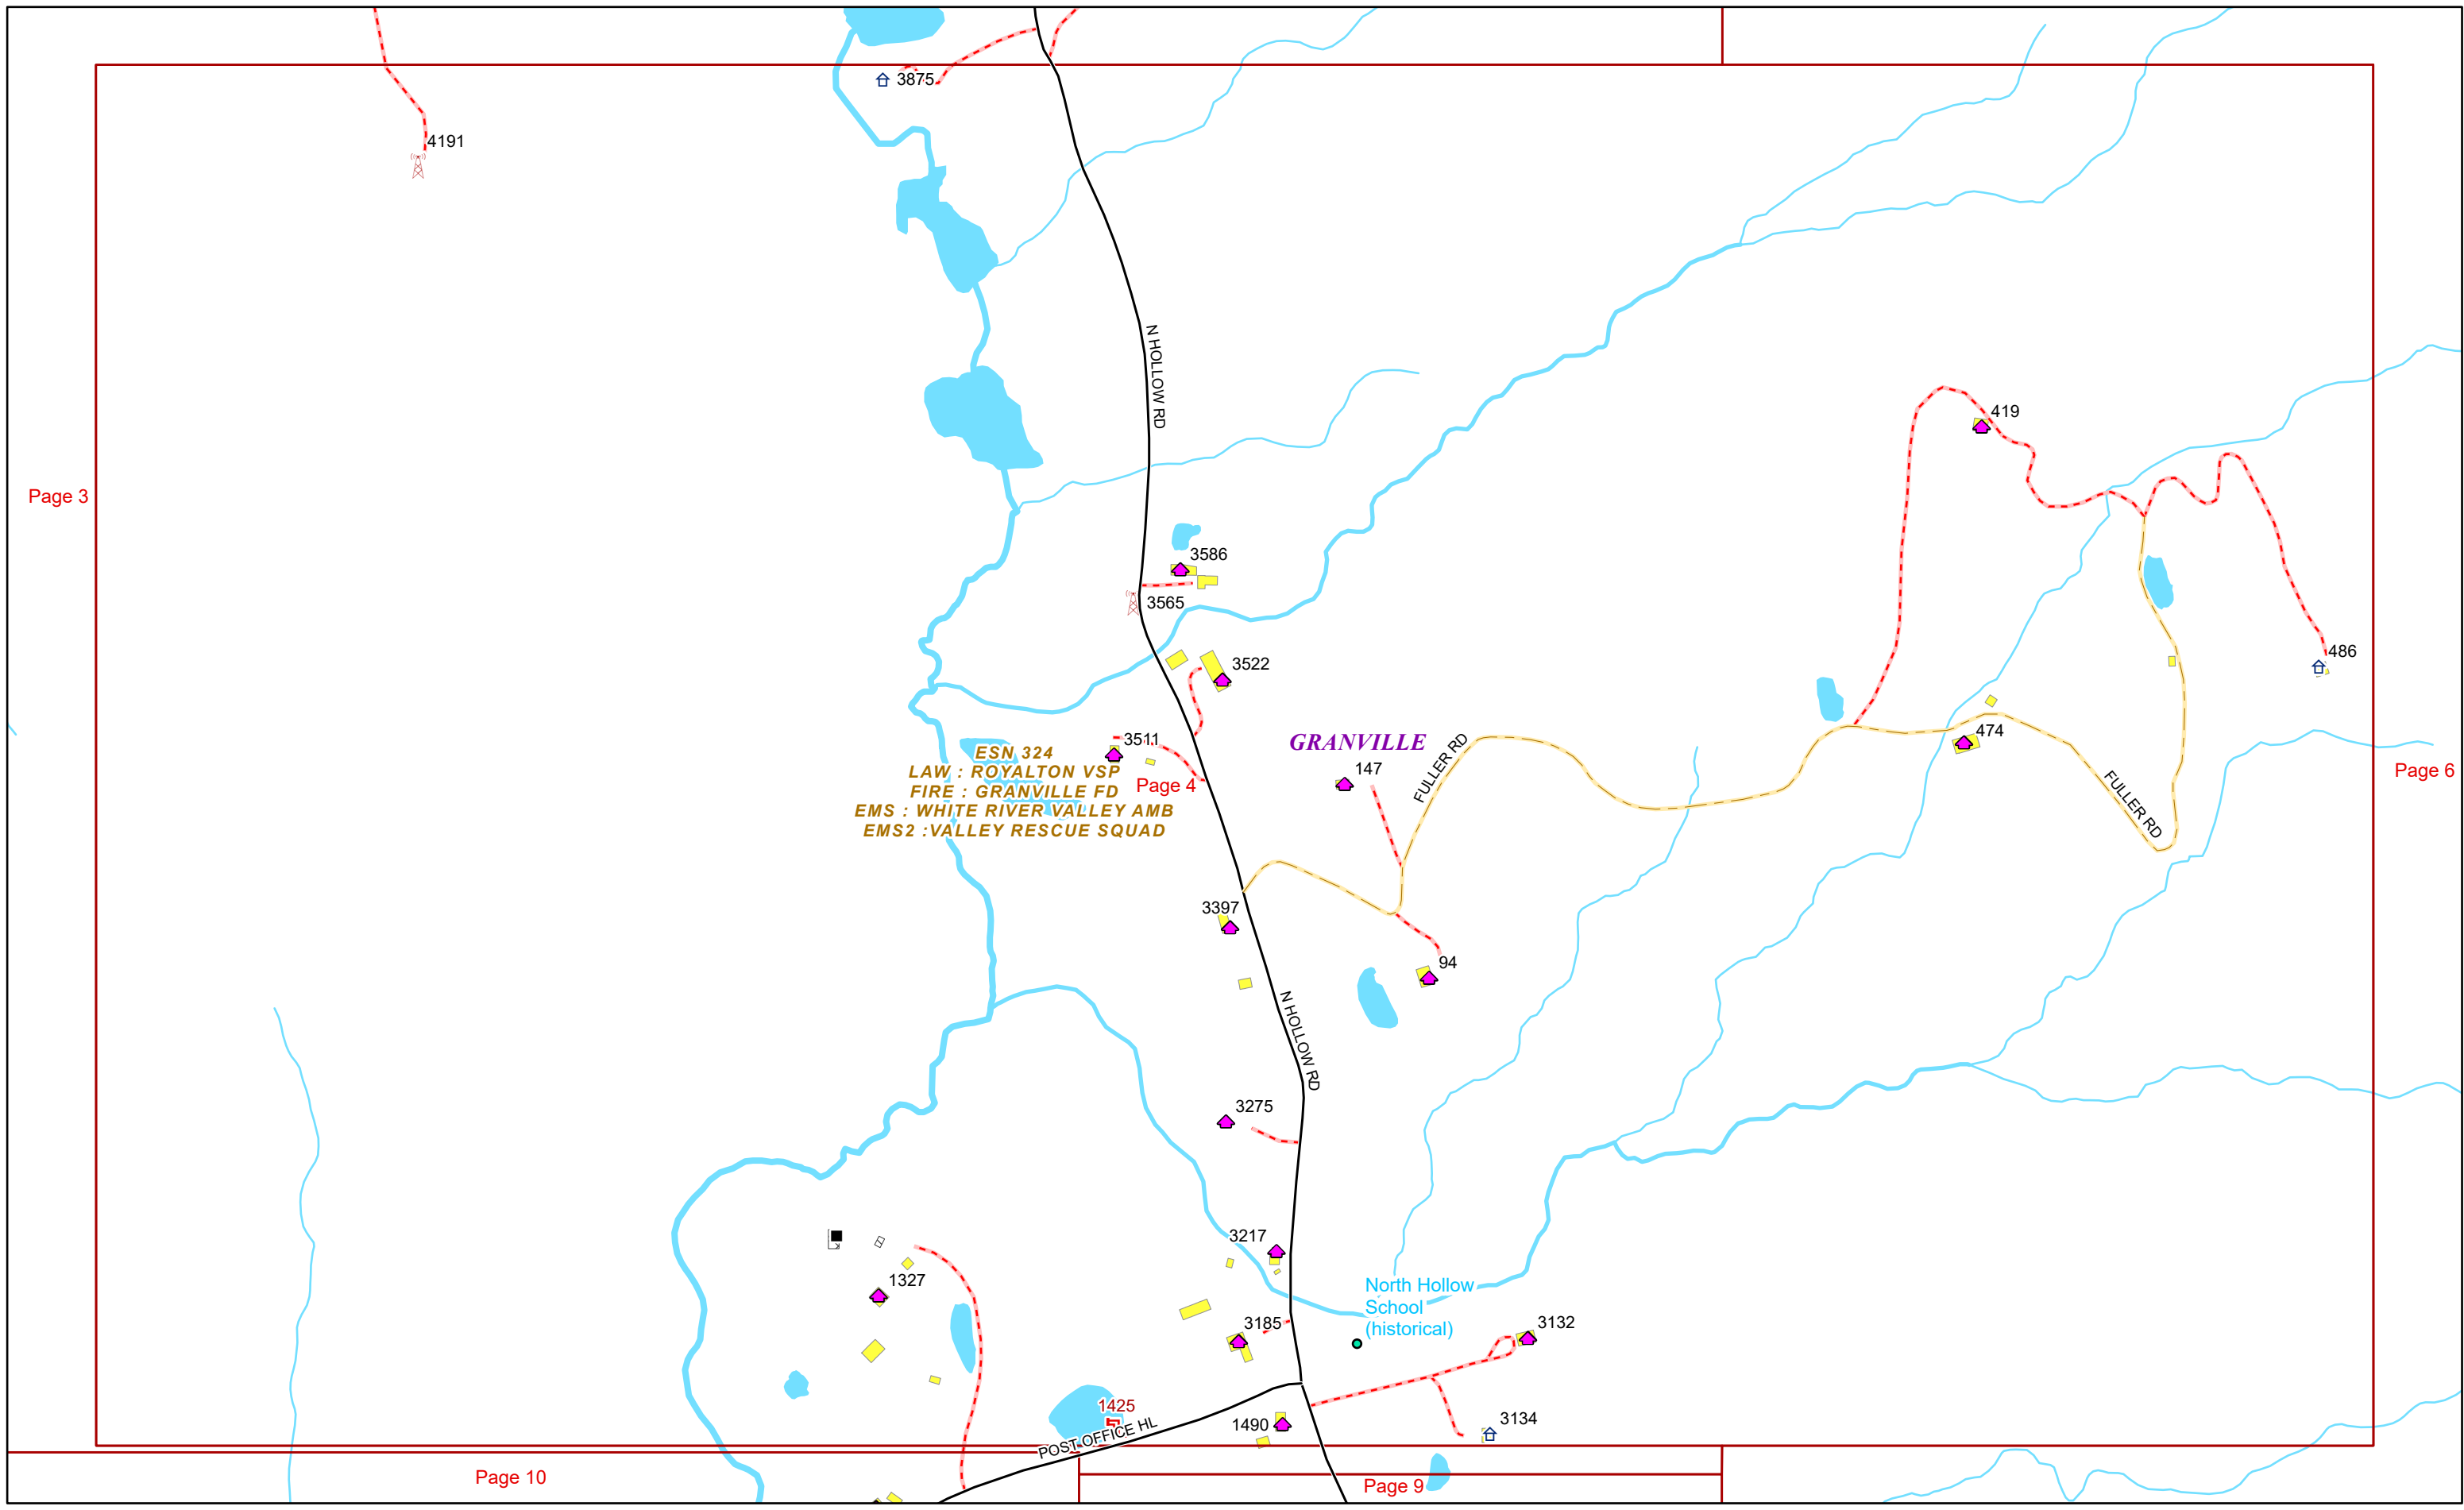 3875
4191
N HOLLOW RD
419
Page 3
3586
3565
3522
486
3511
GRANVILLE
FULLER RD
474
ESN 324
LAW : ROYALTON VSP
FIRE : GRANVILLE FD
EMS : WHITE RIVER VALLEY AMB
EMS2 :VALLEY RESCUE SQUAD
Page 4
147
Page 6
FULLER RD
3397
94
N HOLLOW RD
3275
3217
1327
North Hollow
School
(historical)
3185
3132
1425
POST OFFICE HL
1490
3134
Page 10
Page 9